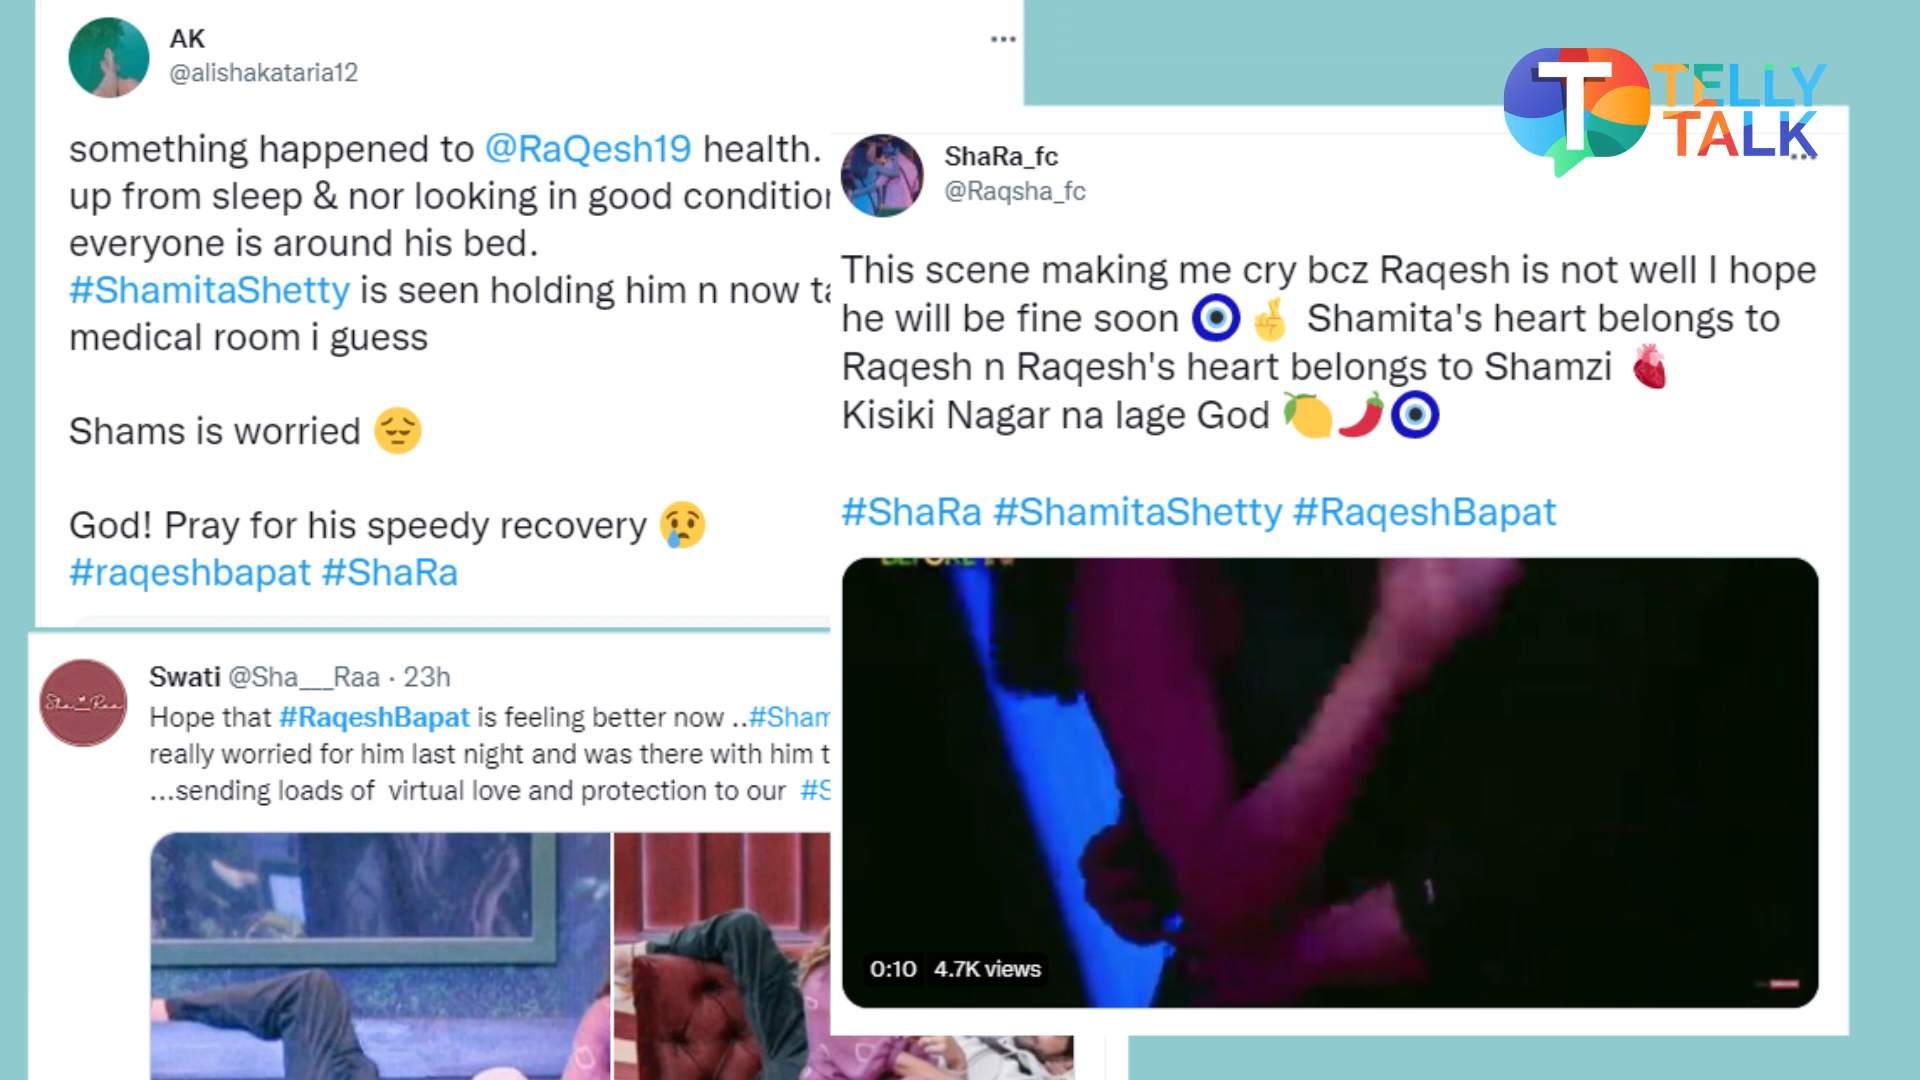 AK
@alishakataria12
something happened to @RaQesh19 health.
up from sleep & nor looking in good condition
everyone is around his bed.
#ShamitaShetty is seen holding him n now ta
medical room i guess
Shams is worried 😔
God! Pray for his speedy recovery 😢
#raqeshbapat #ShaRa
Swati @Sha___Raa · 23h
Hope that #RaqeshBapat is feeling better now ..#Sham
really worried for him last night and was there with him t
...sending loads of virtual love and protection to our #S
Sha_Raa
TELLY
TALK
ShaRa_fc
@Raqsha_fc
This scene making me cry bcz Raqesh is not well I hope
he will be fine soon 🧿🤞 Shamita's heart belongs to
Raqesh n Raqesh's heart belongs to Shamzi 🫀
Kisiki Nagar na lage God 🍋🌶️🧿
#ShaRa #ShamitaShetty #RaqeshBapat
0:10 4.7K views